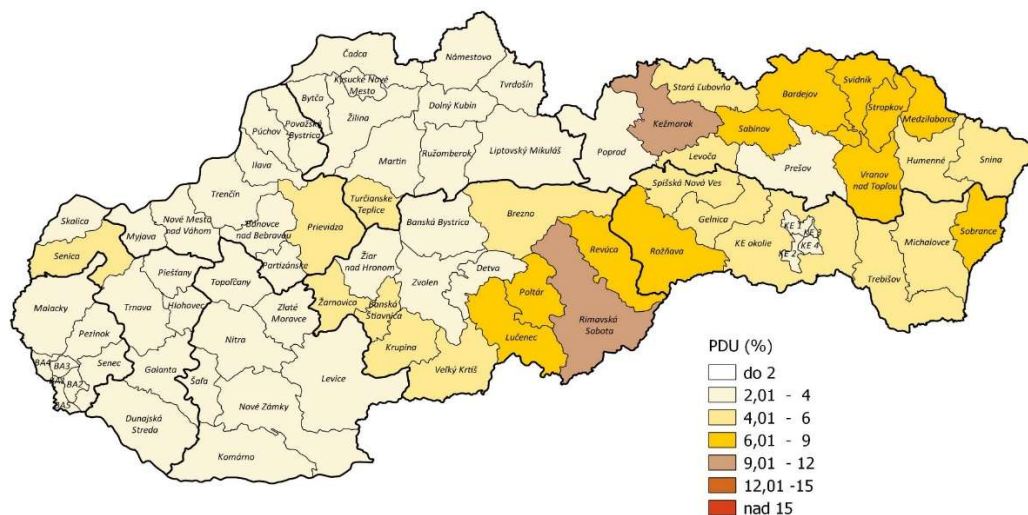 Čadca
Námestovo
Kysucké Nové
Mesto
Tvrdošín
Bytča
Dolný Kubín
Stará Ľubovňa
Bardejov
Svidník
Stropkov
Medzilaborce
Púchov
Považská
Bystrica
Žilina
Kežmarok
Sabinov
Ilava
Martin
Ružomberok
Liptovský Mikuláš
Poprad
Levoča
Prešov
Humenné
Snina
Vranov
nad Topľou
Trenčín
Turčianske
Teplice
Spišská Nová Ves
Skalica
Myjava
Nové Mesto
nad Váhom
Bánovce
nad Bebravou
Prievidza
Banská Bystrica
Brezno
Gelnica
KE 1
KE 3
KE 4
KE 2
KE okolie
Sobrance
Michalovce
Senica
Partizánske
Žiar
nad Hronom
Detva
Revúca
Rožňava
Trebišov
Piešťany
Topoľčany
Zvolen
Poltár
Malacky
Trnava
Hlohovec
Zlaté
Moravce
Žarnovica
Banská
Štiavnica
Rimavská
Sobota
Pezinok
Nitra
Krupina
Lučenec
BA4
BA3
BA2
BA5
Senec
Galanta
Šaľa
Levice
Veľký Krtíš
Dunajská
Streda
Nové Zámky
Komárno
PDU (%)
do 2
2,01 - 4
4,01 - 6
6,01 - 9
9,01 - 12
12,01 -15
nad 15